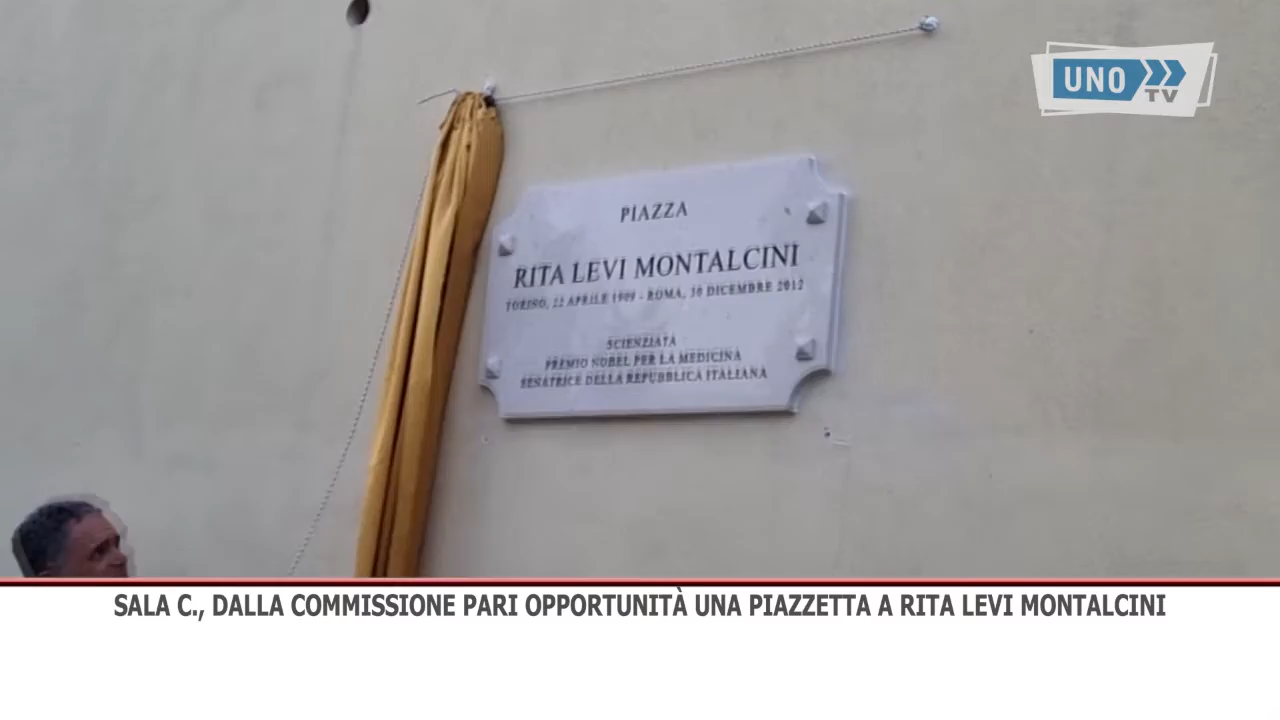 UNO
TV
PIAZZA
RITA LEVI MONTALCINI
TORINO, 22 APRILE 1909 - ROMA, 30 DICEMBRE 2012
SCIENZIATA
PREMIO NOBEL PER LA MEDICINA
SENATRICE DELLA REPUBBLICA ITALIANA
SALA C., DALLA COMMISSIONE PARI OPPORTUNITÀ UNA PIAZZETTA A RITA LEVI MONTALCINI